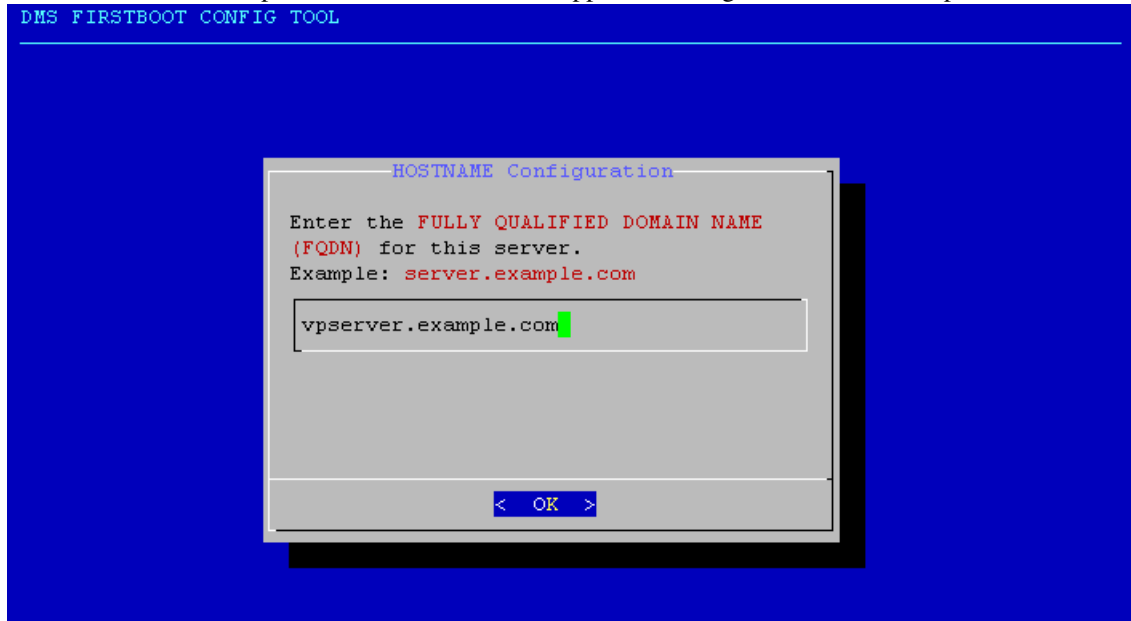 DMS FIRSTBOOT CONFIG TOOL
HOSTNAME Configuration
Enter the FULLY QUALIFIED DOMAIN NAME
(FQDN) for this server.
Example: server.example.com
vpserver.example.com
< OK >